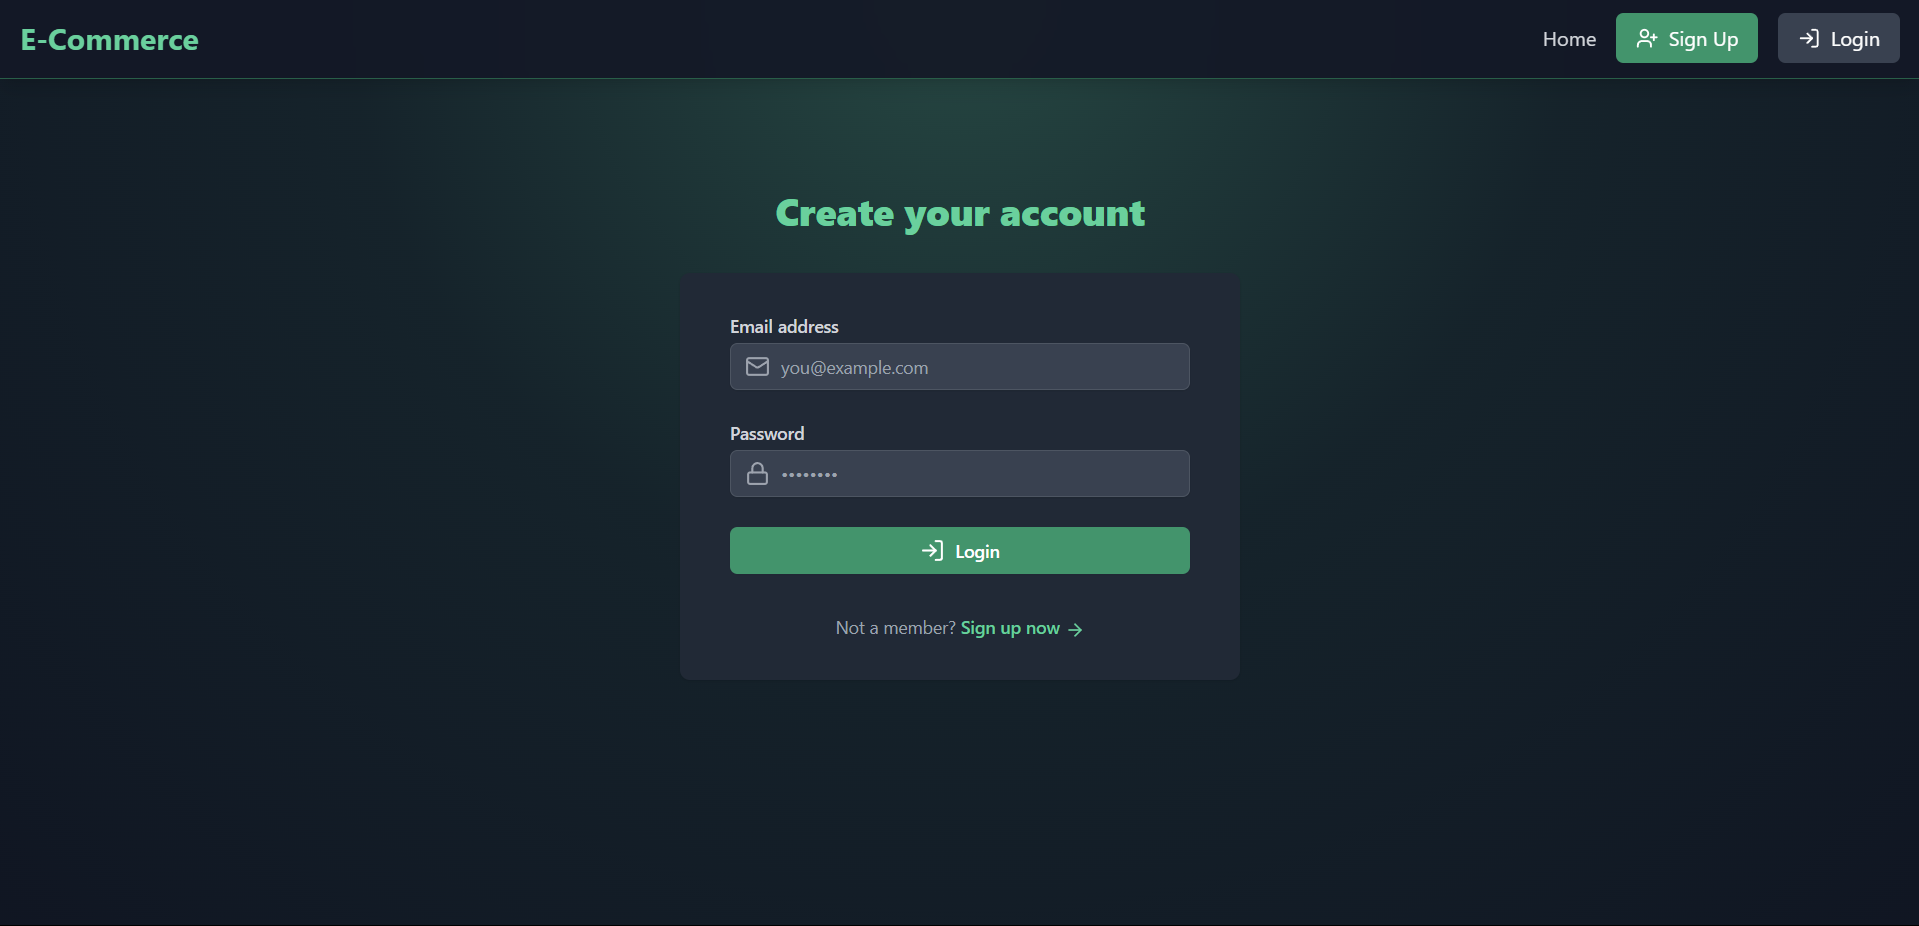 E-Commerce
Home
Sign Up
Login
Create your account
Email address
you@example.com
Password
••••••••
Login
Not a member? Sign up now →